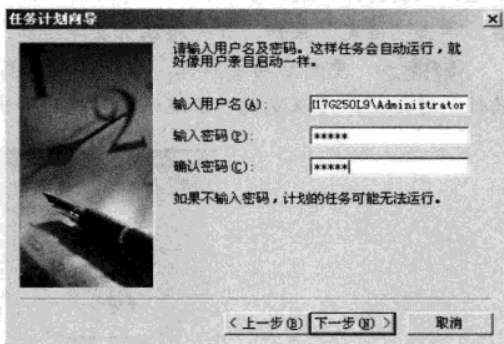 任务计划向导
请输入用户名及密码。这样任务会自动运行，就
好像用户亲自启动一样。
输入用户名(A):
I17G250L9\Administrator
输入密码(P):
*****
确认密码(C):
*****
如果不输入密码，计划的任务可能无法运行。
< 上一步(B)
下一步(N) >
取消